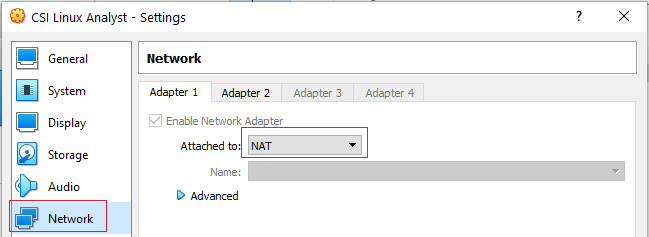 CSI Linux Analyst - Settings
?
General
System
Display
Storage
Audio
Network
Network
Adapter 1 Adapter 2 Adapter 3 Adapter 4
Enable Network Adapter
Attached to: NAT
Name:
Advanced